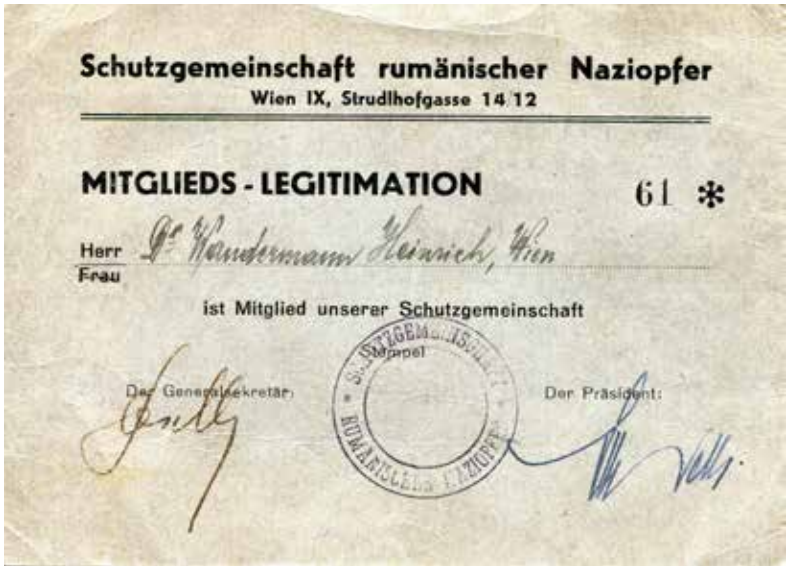 Schutzgemeinschaft rumänischer Naziopfer
Wien IX, Strudlhofgasse 14/12
MITGLIEDS - LEGITIMATION
61 *
Herr Dr Wandermann Heinrich, Wien
Frau
ist Mitglied unserer Schutzgemeinschaft
Stempel
SCHUTZGEMEINSCHAFT * RUMÄNISCHER NAZIOPFER *
Der Generalsekretär:
Der Präsident: